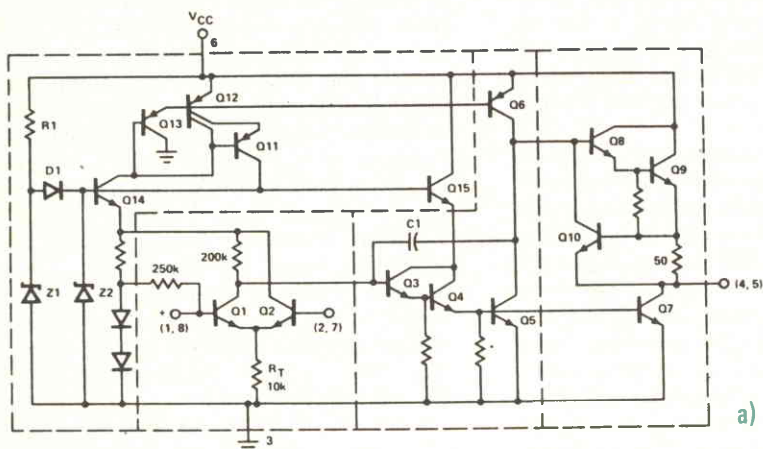 VCC
6
a)
R1
Q12
Q13
Q11
Q6
Q8
Q9
D1
Q14
Q15
C1
Q10
50
200k
250k
Z1
Z2
Q1
Q2
+
(1, 8)
(2, 7)
Q3
Q4
Q5
Q7
(4, 5)
RT
10k
3